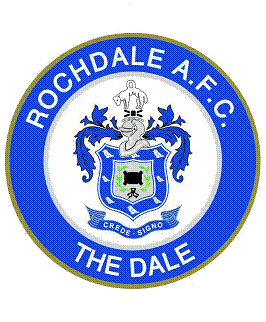 ROCHDALE A.F.C.
CREDE - SIGNO
THE DALE